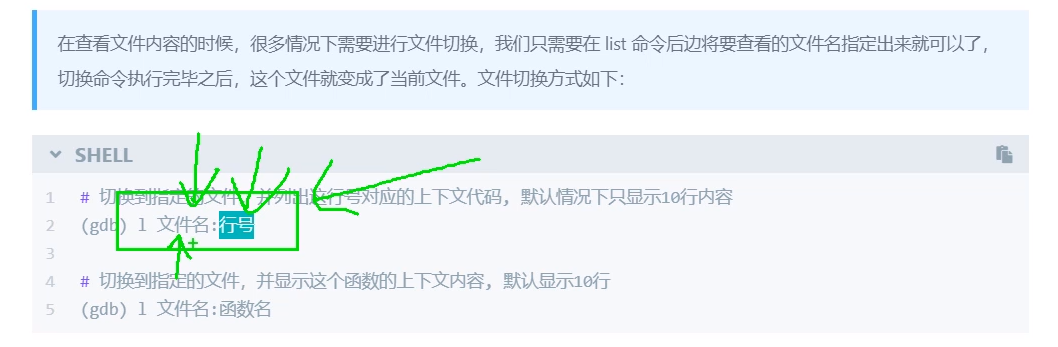 在查看文件内容的时候，很多情况下需要进行文件切换，我们只需要在 list 命令后边将要查看的文件名指定出来就可以了，
切换命令执行完毕之后，这个文件就变成了当前文件。文件切换方式如下：
SHELL
1 # 切换到指定的文件，并列出这行号对应的上下文代码, 默认情况下只显示10行内容
2 (gdb) l 文件名:行号
3
4 # 切换到指定的文件，并显示这个函数的上下文内容, 默认显示10行
5 (gdb) l 文件名:函数名